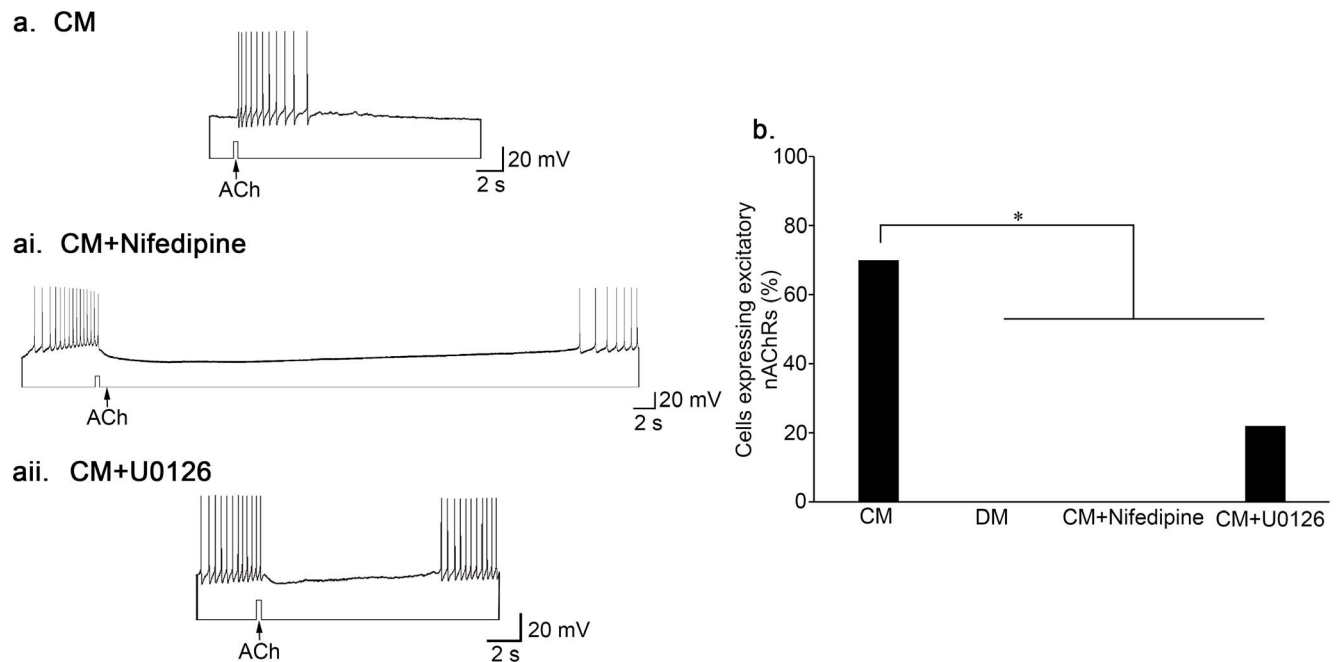 a. CM
20 mV
2 s
ACh
ai. CM+Nifedipine
20 mV
2 s
ACh
aii. CM+U0126
20 mV
2 s
ACh
b.
Cells expressing excitatory
nAChRs (%)
100
80
60
40
20
0
*
CM
DM
CM+Nifedipine
CM+U0126